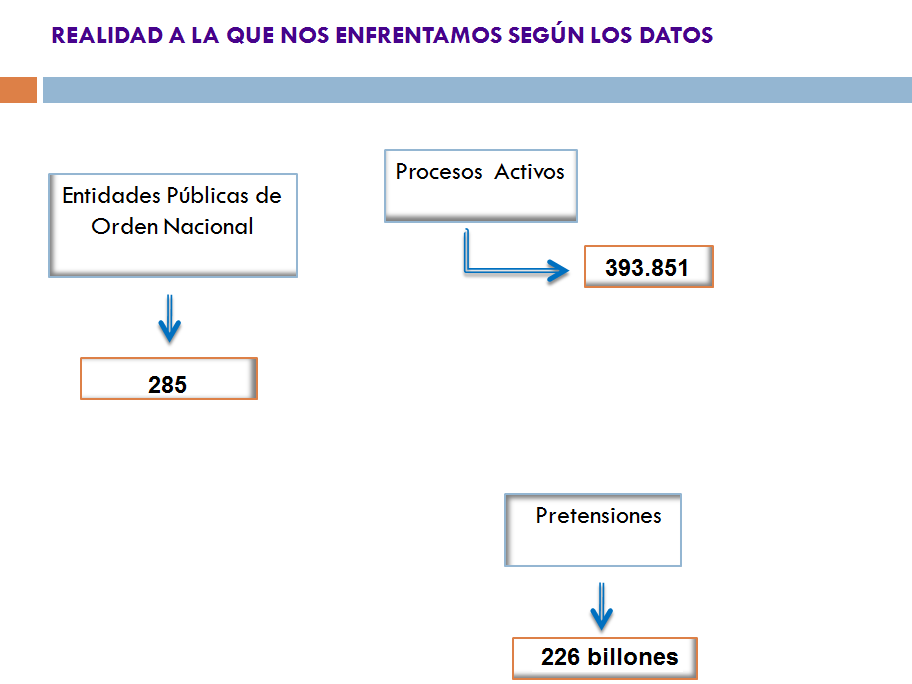 REALIDAD A LA QUE NOS ENFRENTAMOS SEGÚN LOS DATOS
Entidades Públicas de
Orden Nacional
285
Procesos Activos
393.851
Pretensiones
226 billones